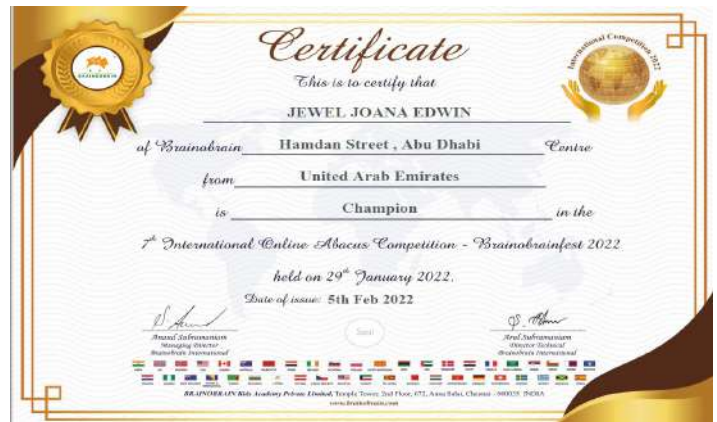 Certificate
International Competition 2022
BRAINOBRAIN
This is to certify that
JEWEL JOANA EDWIN
of Brainobrain Hamdan Street , Abu Dhabi Centre
from United Arab Emirates
is Champion in the
7th International Online Abacus Competition - Brainobrainfest 2022
held on 29th January 2022.
Date of issue: 5th Feb 2022
Anand Subramaniam
Managing Director
Brainobrain International
Seal
Arul Subramaniam
Director Technical
Brainobrain International
BRAINOBRAIN Kids Academy Private Limited, Temple Tower, 2nd Floor, 672, Anna Salai, Chennai - 600035. INDIA
www.brainobrain.com